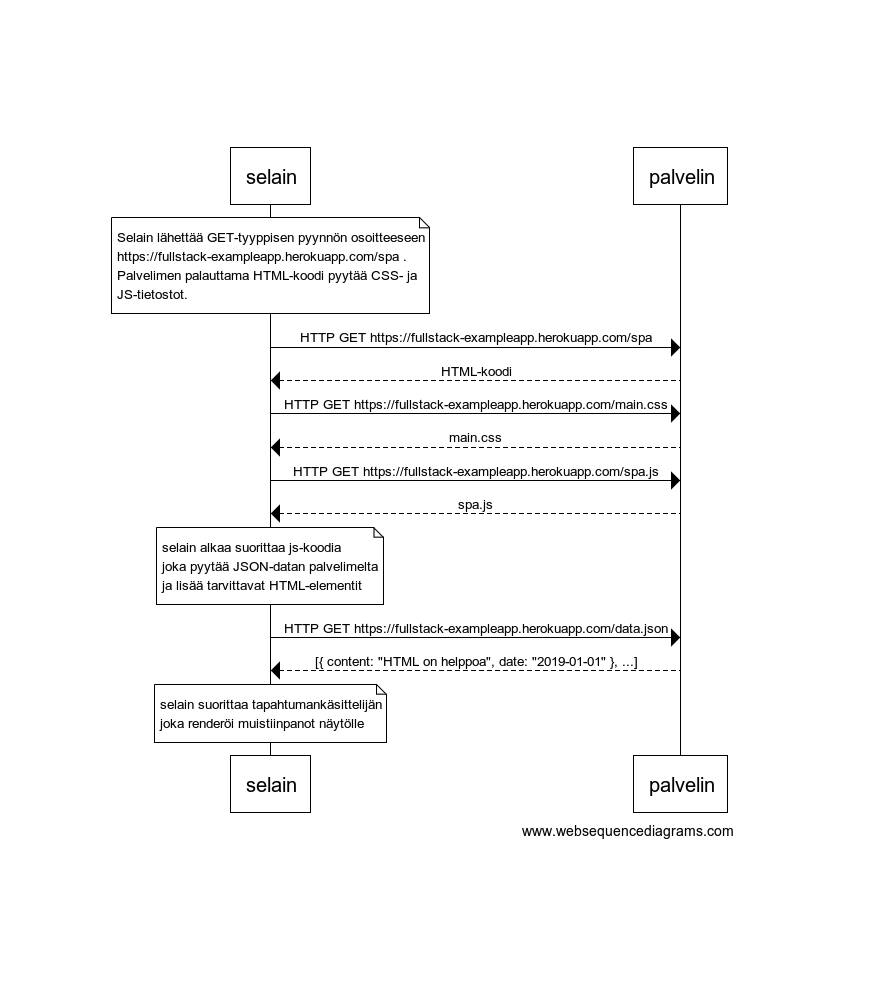 selain
palvelin
Selain lähettää GET-tyyppisen pyynnön osoitteeseen
https://fullstack-exampleapp.herokuapp.com/spa .
Palvelimen palauttama HTML-koodi pyytää CSS- ja
JS-tietostot.
HTTP GET https://fullstack-exampleapp.herokuapp.com/spa
HTML-koodi
HTTP GET https://fullstack-exampleapp.herokuapp.com/main.css
main.css
HTTP GET https://fullstack-exampleapp.herokuapp.com/spa.js
spa.js
selain alkaa suorittaa js-koodia
joka pyytää JSON-datan palvelimelta
ja lisää tarvittavat HTML-elementit
HTTP GET https://fullstack-exampleapp.herokuapp.com/data.json
[{ content: "HTML on helppoa", date: "2019-01-01" }, ...]
selain suorittaa tapahtumankäsittelijän
joka renderöi muistiinpanot näytölle
selain
palvelin
www.websequencediagrams.com